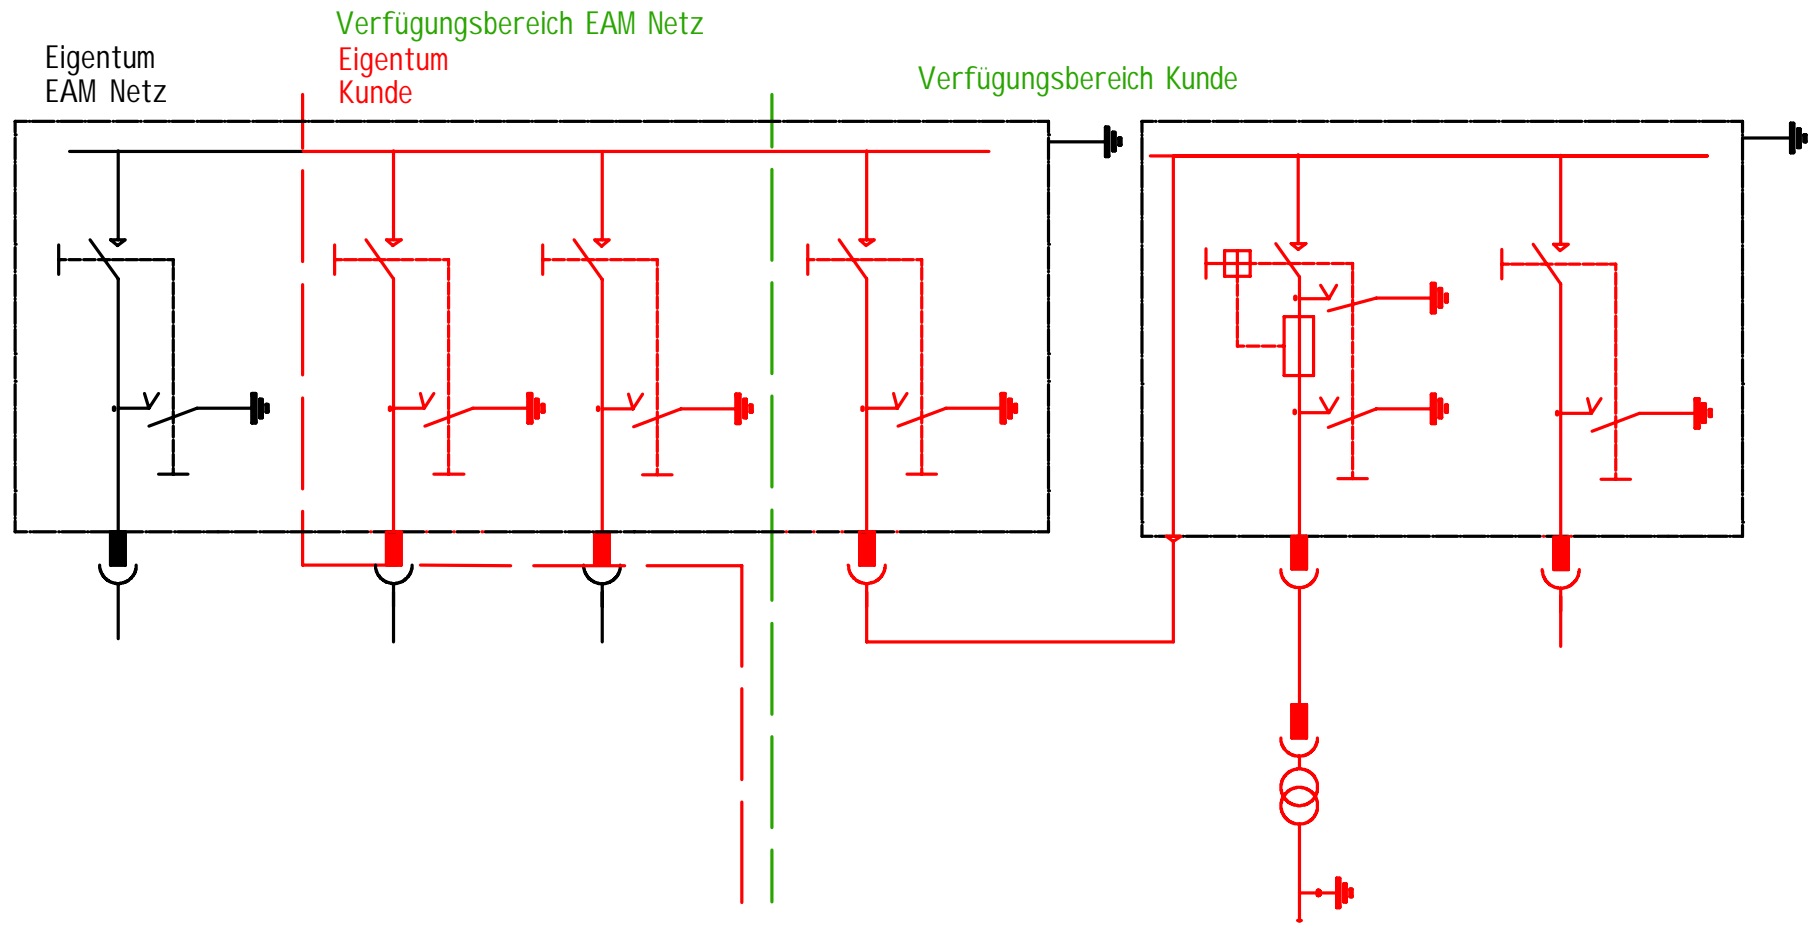 Verfügungsbereich EAM Netz
Eigentum
EAM Netz
Eigentum
Kunde
Verfügungsbereich Kunde